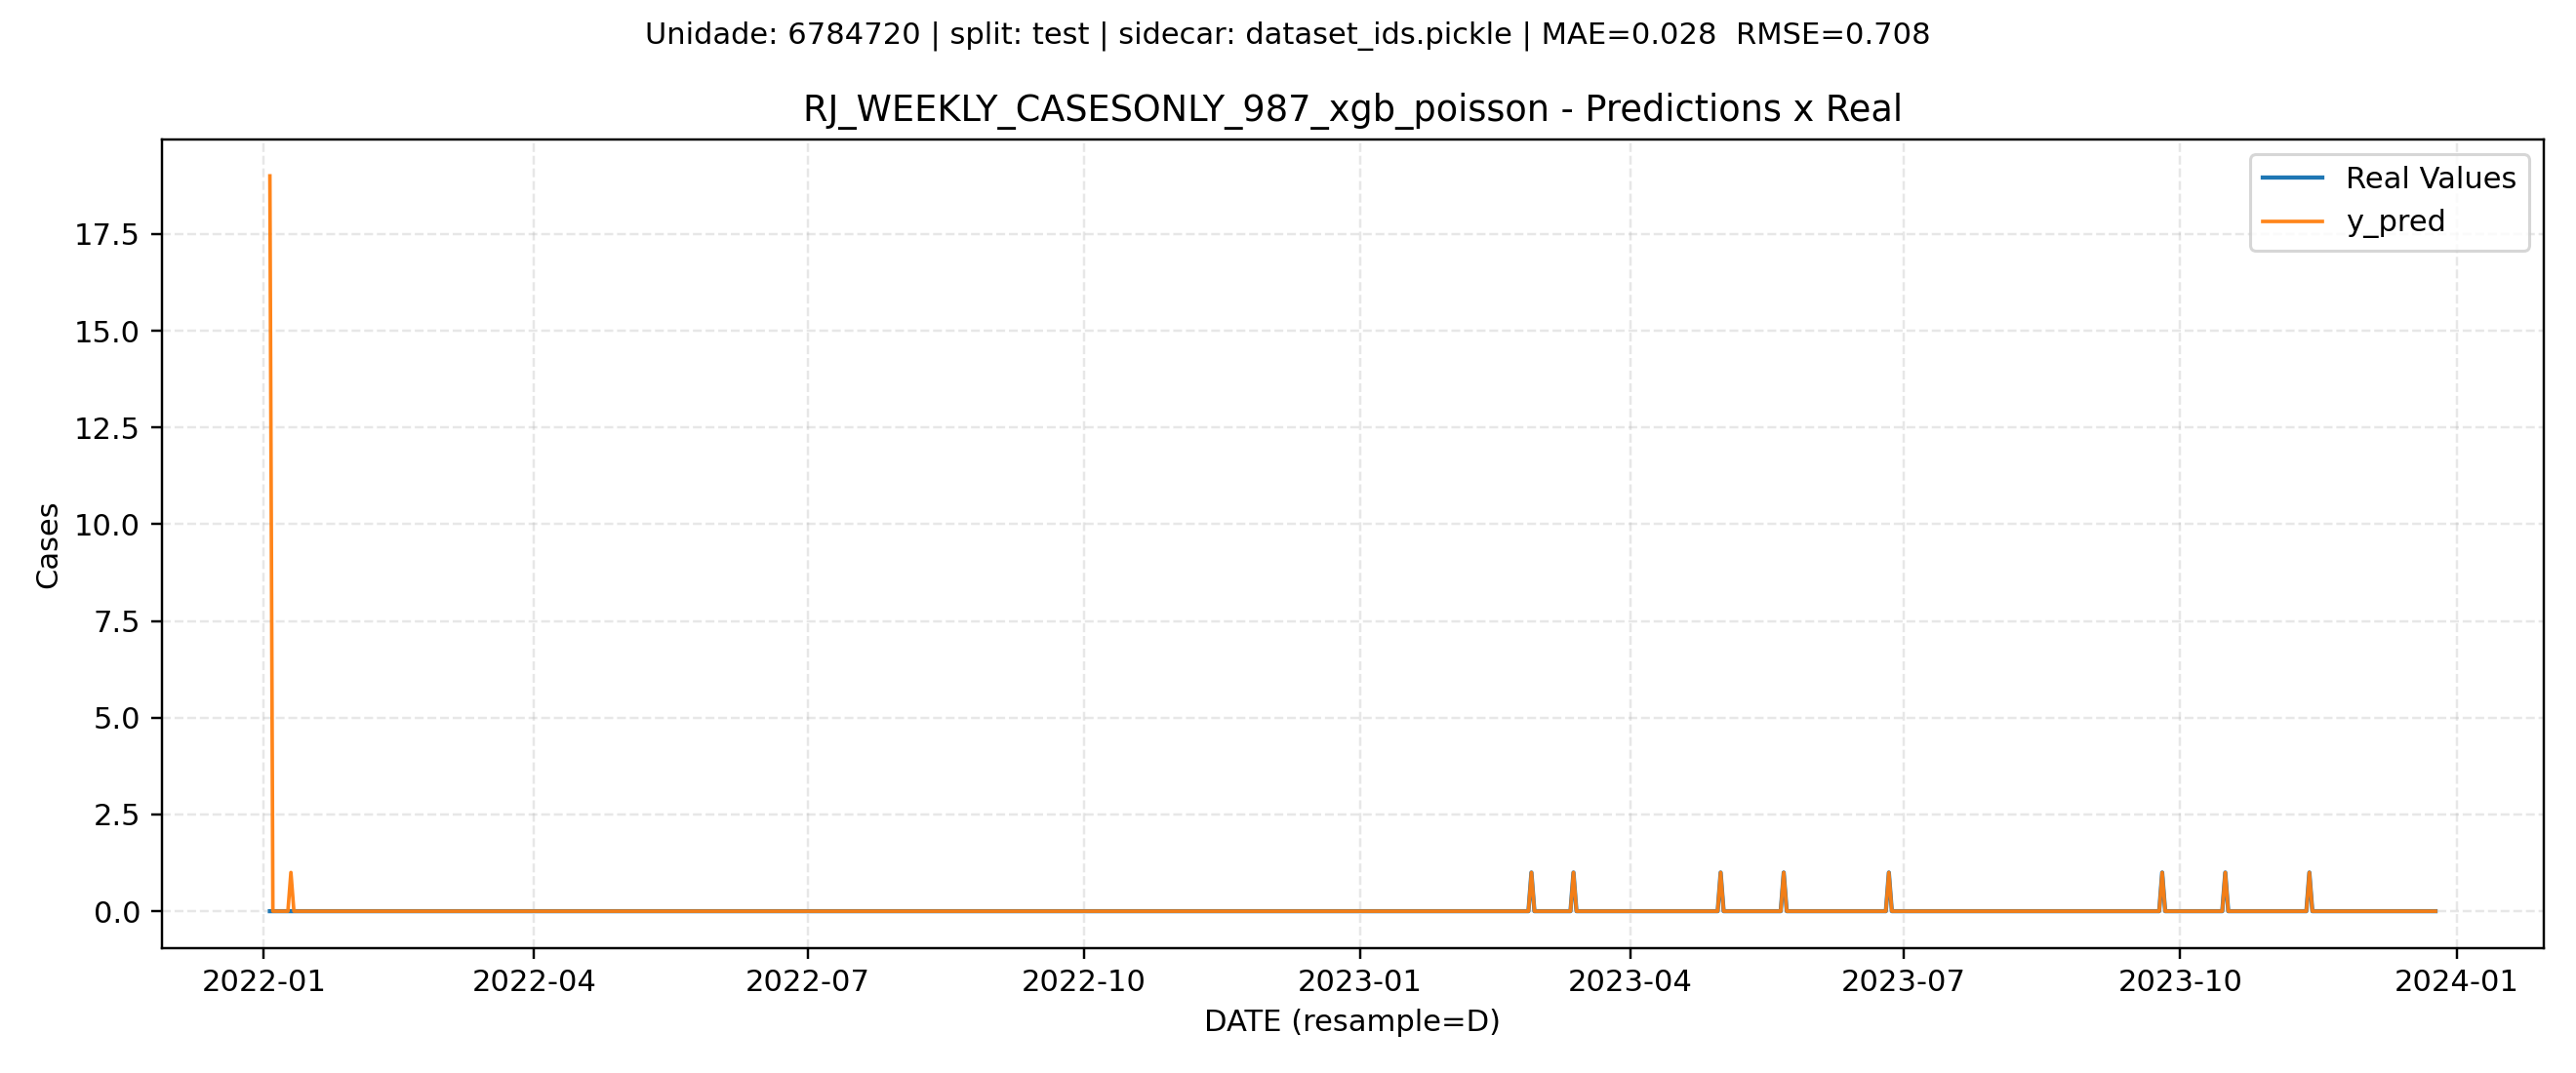 Unidade: 6784720 | split: test | sidecar: dataset_ids.pickle | MAE=0.028  RMSE=0.708
RJ_WEEKLY_CASESONLY_987_xgb_poisson - Predictions x Real
Real Values
y_pred
17.5
15.0
12.5
10.0
7.5
5.0
2.5
0.0
Cases
2022-01 2022-04 2022-07 2022-10 2023-01 2023-04 2023-07 2023-10 2024-01
DATE (resample=D)